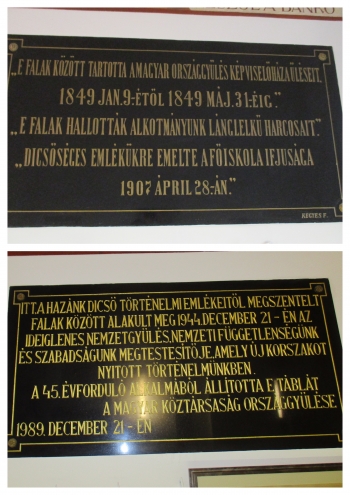 „E FALAK KÖZÖTT TARTOTTA A MAGYAR ORSZÁGGYÜLÉS KÉPVISELŐHÁZA ÜLÉSEIT,
1849 JAN. 9-ÉTŐL 1849 MÁJ. 31-ÉIG."
„E FALAK HALLOTTÁK ALKOTMÁNYUNK LÁNGLELKŰ HARCOSAIT."
„DICSŐSÉGES EMLÉKÜKRE EMELTE A FŐISKOLA IFJUSÁGA
1907 ÁPRIL 28-ÁN."
KEGYES F.
ITT, A HAZÁNK DICSŐ TÖRTÉNELMI EMLÉKEITŐL MEGSZENTELT
FALAK KÖZÖTT ALAKULT MEG 1944. DECEMBER 21-ÉN AZ
IDEIGLENES NEMZETGYŰLÉS, NEMZETI FÜGGETLENSÉGÜNK
ÉS SZABADSÁGUNK MEGTESTESÍTŐJE, AMELY ÚJ KORSZAKOT
NYITOTT TÖRTÉNELMÜNKBEN.
A 45. ÉVFORDULÓ ALKALMÁBÓL ÁLLÍTOTTA E TÁBLÁT
A MAGYAR KÖZTÁRSASÁG ORSZÁGGYŰLÉSE
1989. DECEMBER 21-ÉN